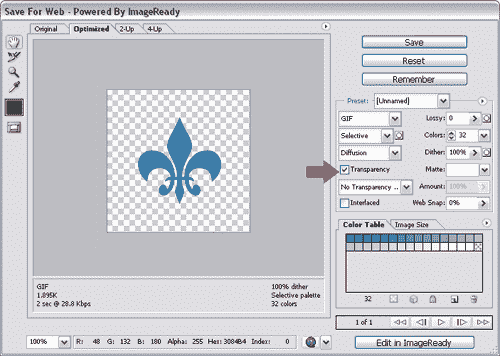 Save For Web - Powered By ImageReady
Original Optimized 2-Up 4-Up
Save
Reset
Remember
Preset: [Unnamed]
GIF Lossy: 0
Selective Colors: 32
Diffusion Dither: 100%
Transparency Matte:
No Transparency ... Amount: 100%
Interlaced Web Snap: 0%
Color Table Image Size
32
GIF 100% dither
1.895K Selective palette
2 sec @ 28.8 Kbps 32 colors
1 of 1
100% R: 48 G: 132 B: 180 Alpha: 255 Hex: 3084B4 Index: 0
Edit in ImageReady